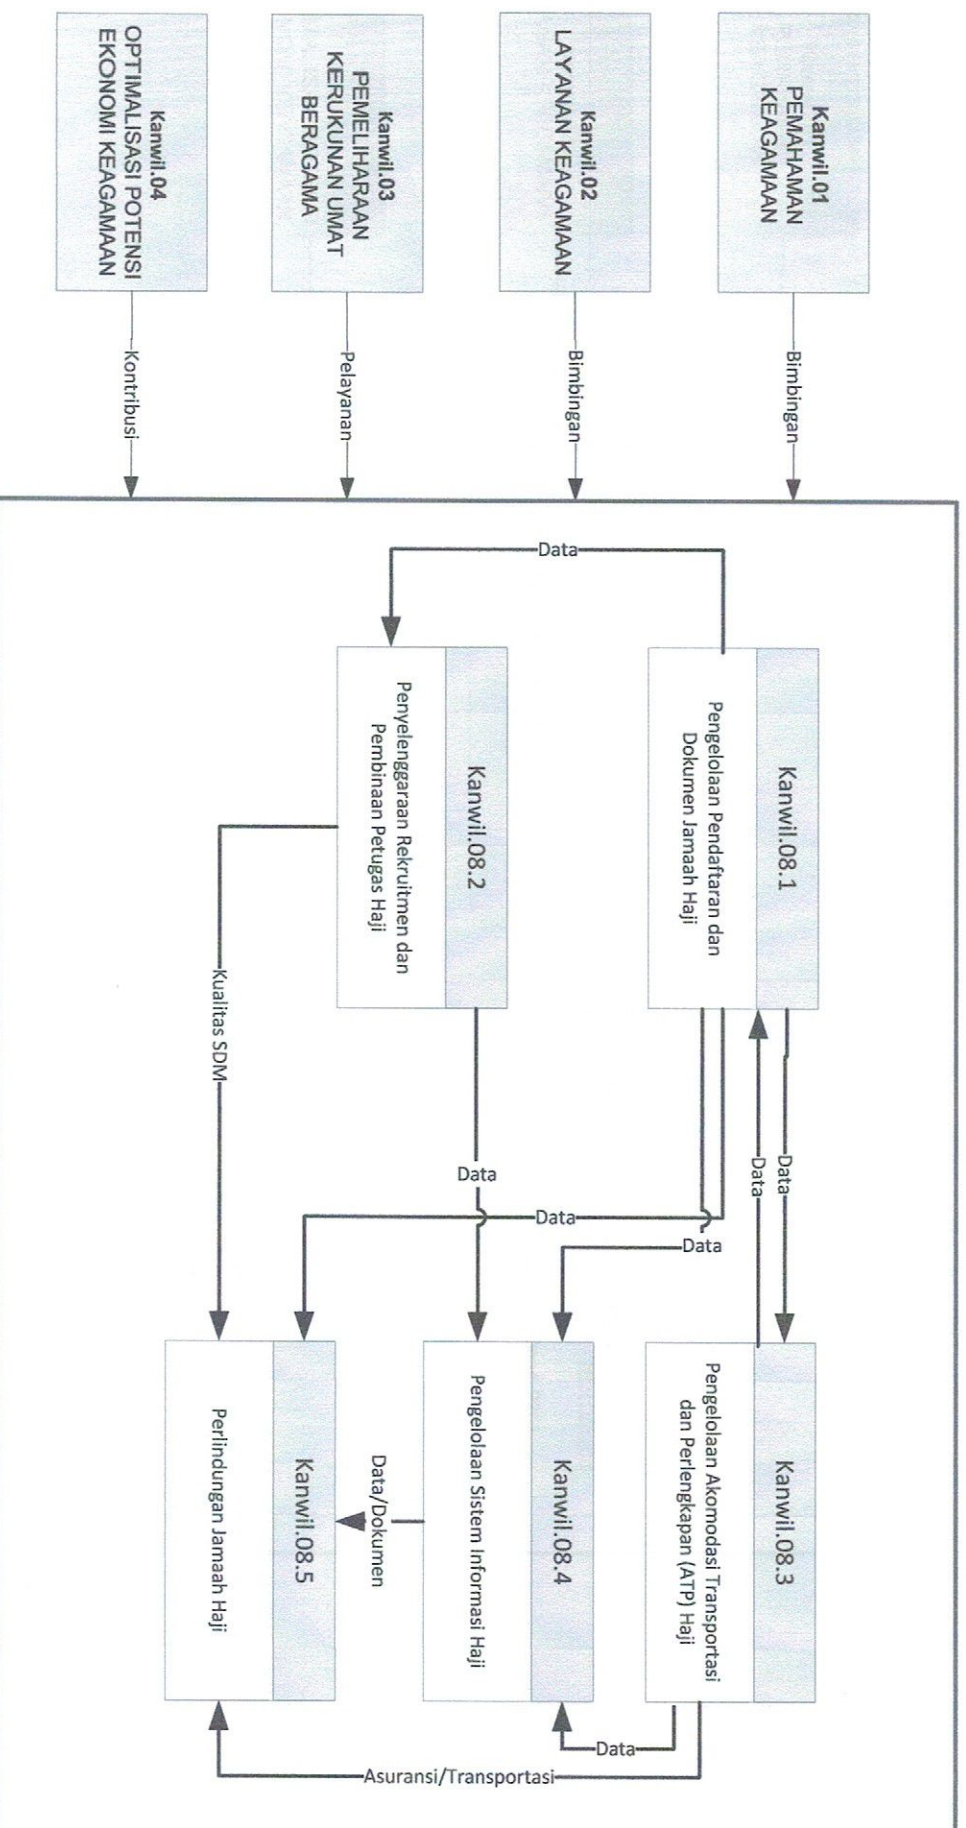 Kanwil.01
PEMAHAMAN
KEAGAMAAN
Kanwil.02
LAYANAN KEAGAMAAN
Kanwil.03
PEMELIHARAAN
KERUKUNAN UMAT
BERAGAMA
Kanwil.04
OPTIMALISASI POTENSI
EKONOMI KEAGAMAAN
Bimbingan
Bimbingan
Pelayanan
Kontribusi
Data
Kanwil.08.1
Pengelolaan Pendaftaran dan
Dokumen Jamaah Haji
Kanwil.08.2
Penyelenggaraan Rekruitmen dan
Pembinaan Petugas Haji
Data
Data
Data
Data
Data
Kualitas SDM
Kanwil.08.3
Pengelolaan Akomodasi Transportasi
dan Perlengkapan (ATP) Haji
Kanwil.08.4
Pengelolaan Sistem Informasi Haji
Data/Dokumen
Kanwil.08.5
Perlindungan Jamaah Haji
Data
Asuransi/Transportasi